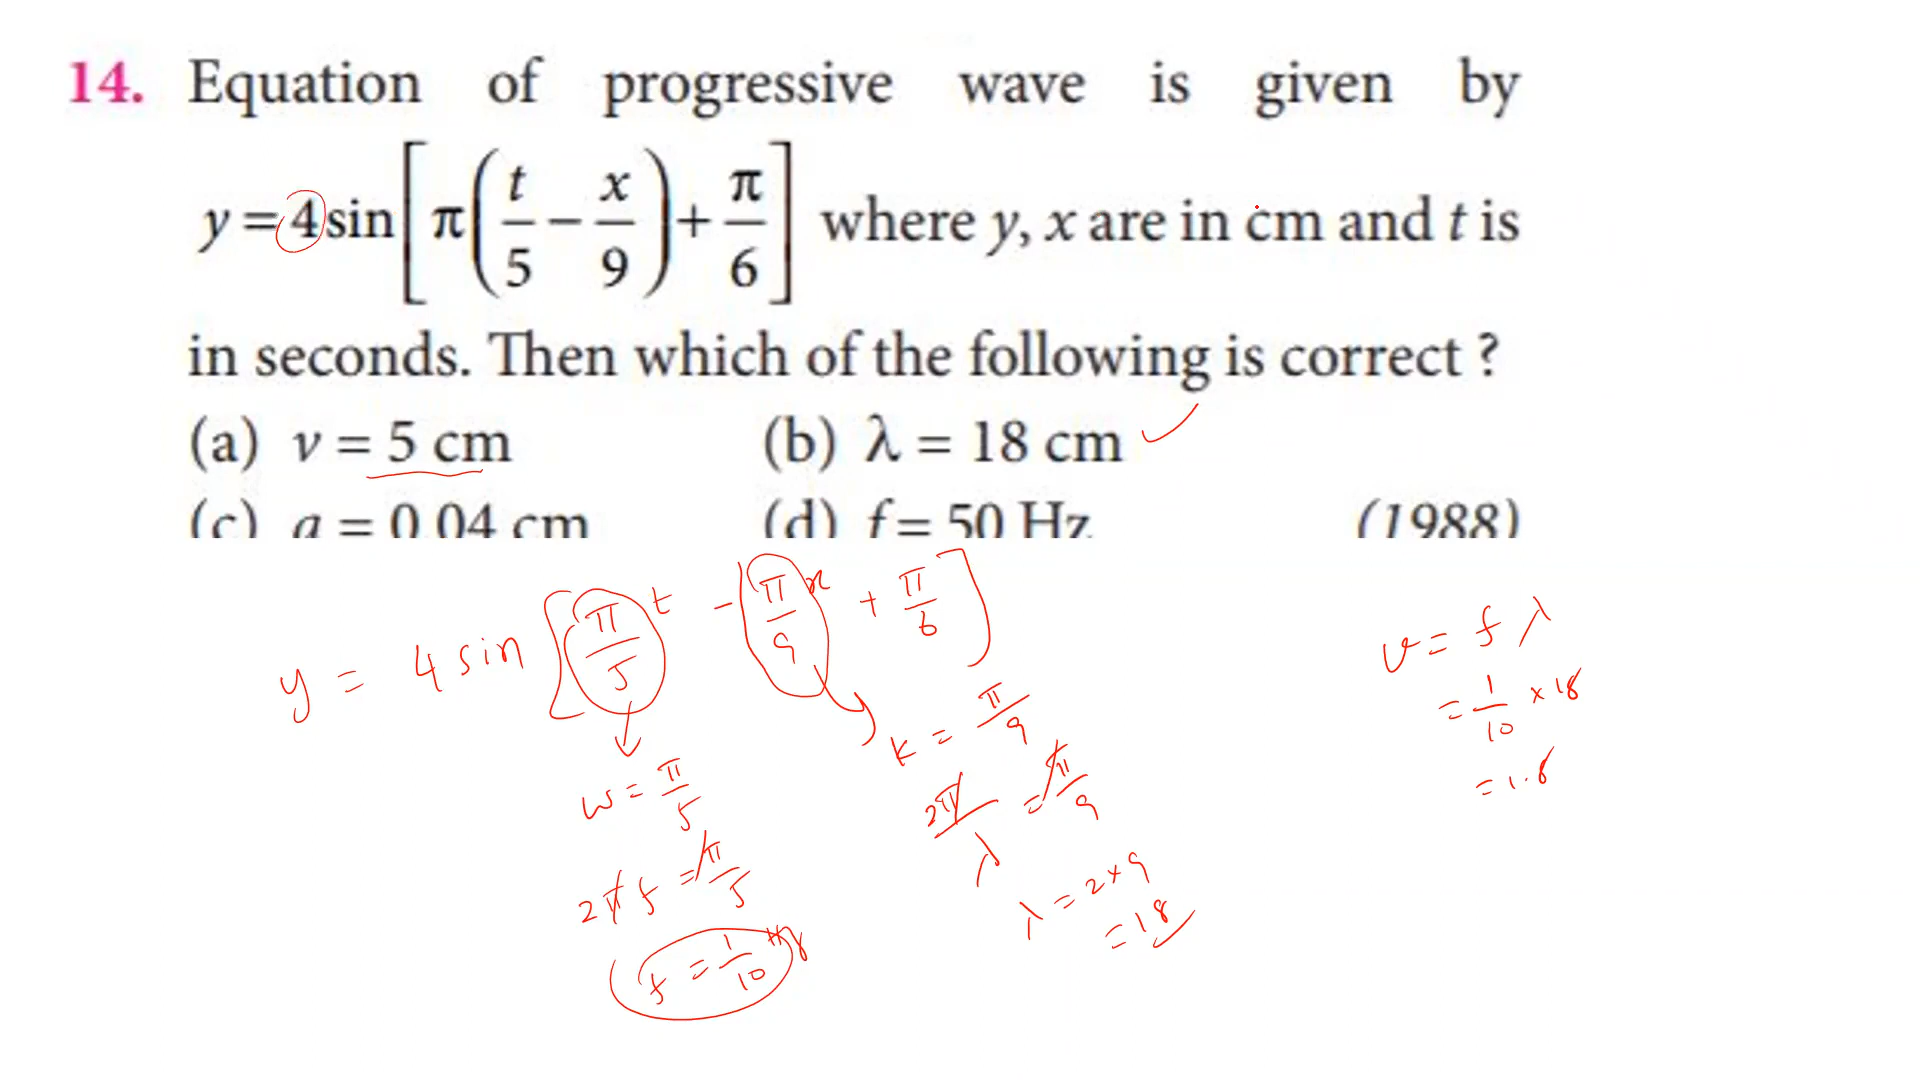 14. Equation of progressive wave is given by
y = 4 sin[π(t/5 − x/9) + π/6] where y, x are in cm and t is
in seconds. Then which of the following is correct ?
(a) v = 5 cm (b) λ = 18 cm ✓
(c) a = 0.04 cm (d) f = 50 Hz (1988)
y = 4 sin [π/5 t − π/9 x + π/6]
w = π/5
2πf = π/5
f = 1/10 Hz
k = π/9
2π/λ = π/9
λ = 2 × 9
= 18
v = f λ
= 1/10 × 18
= 1.8